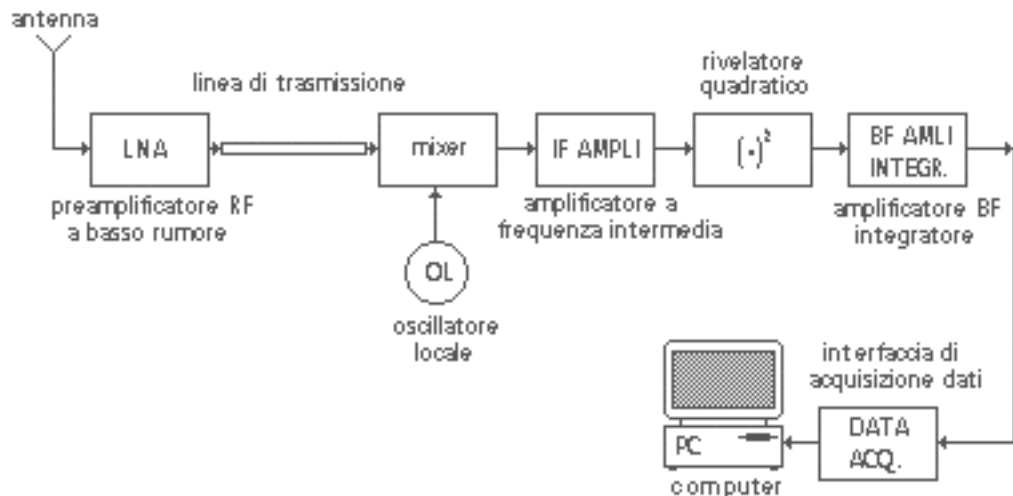 antenna
linea di trasmissione
rivelatore
quadratico
LNA
mixer
IF AMPLI
(•)²
BF AMLI
INTEGR.
preamplificatore RF
a basso rumore
amplificatore a
frequenza intermedia
amplificatore BF
integratore
OL
oscillatore
locale
interfaccia di
acquisizione dati
PC
DATA
ACQ.
computer